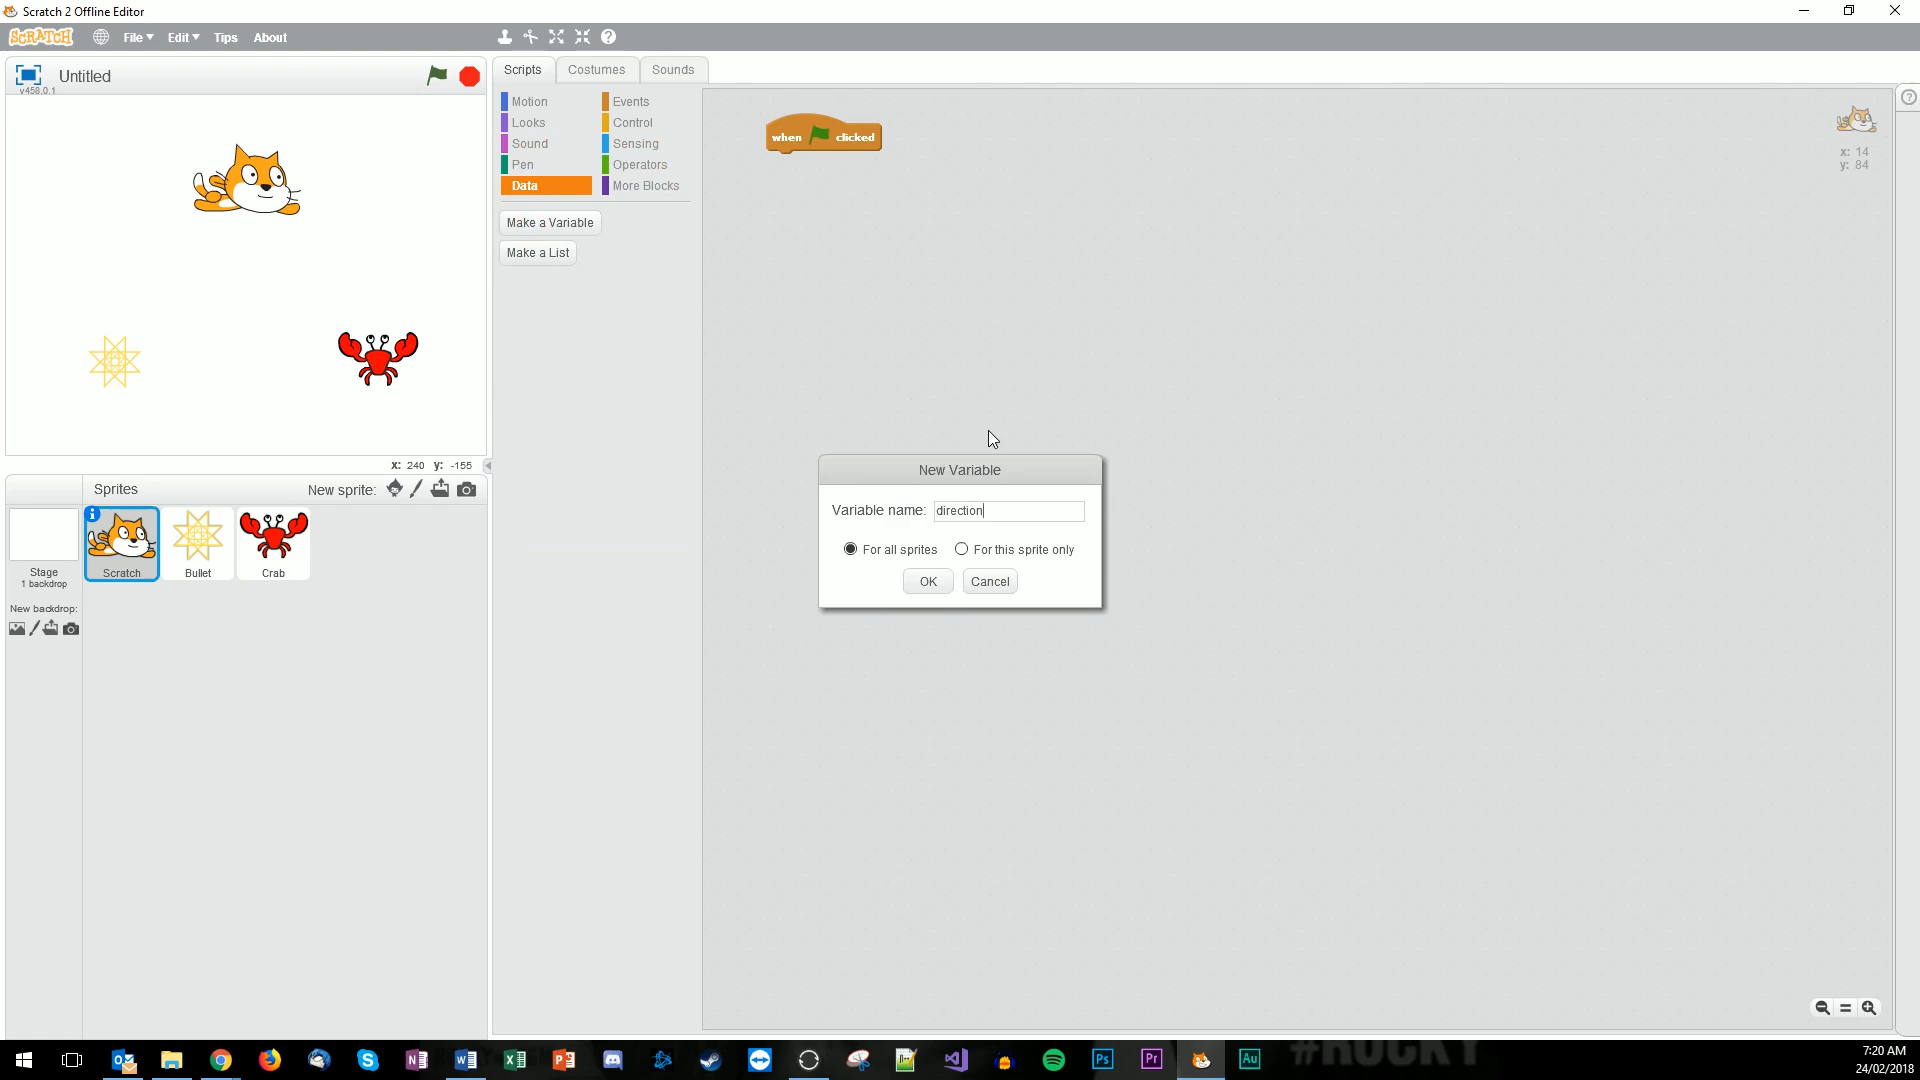 Scratch 2 Offline Editor
SCRATCH
File
Edit
Tips
About
Untitled
v458.0.1
Scripts
Costumes
Sounds
Motion
Looks
Sound
Pen
Data
Events
Control
Sensing
Operators
More Blocks
Make a Variable
Make a List
when clicked
x: 14
y: 84
x: 240 y: -155
Sprites
New sprite:
Stage
1 backdrop
New backdrop:
Scratch
Bullet
Crab
New Variable
Variable name: direction
For all sprites
For this sprite only
OK
Cancel
#ROCKY
7:20 AM
24/02/2018